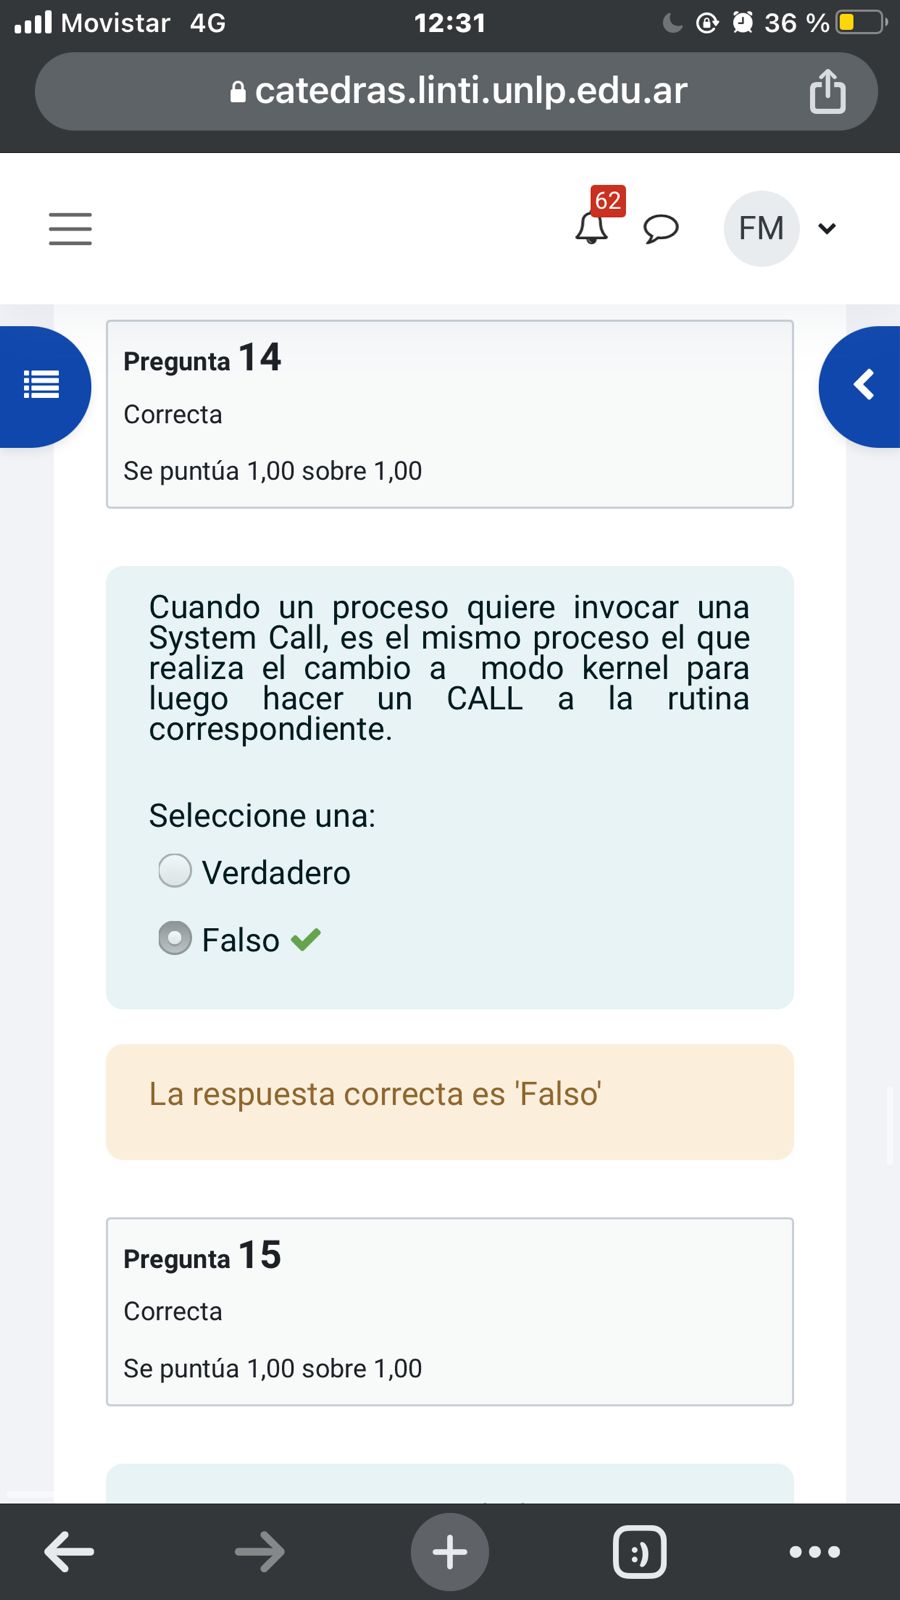 Movistar 4G 12:31 36 %
catedras.linti.unlp.edu.ar
62
FM
Pregunta 14
Correcta
Se puntúa 1,00 sobre 1,00
Cuando un proceso quiere invocar una
System Call, es el mismo proceso el que
realiza el cambio a modo kernel para
luego hacer un CALL a la rutina
correspondiente.
Seleccione una:
Verdadero
Falso
La respuesta correcta es 'Falso'
Pregunta 15
Correcta
Se puntúa 1,00 sobre 1,00
:)